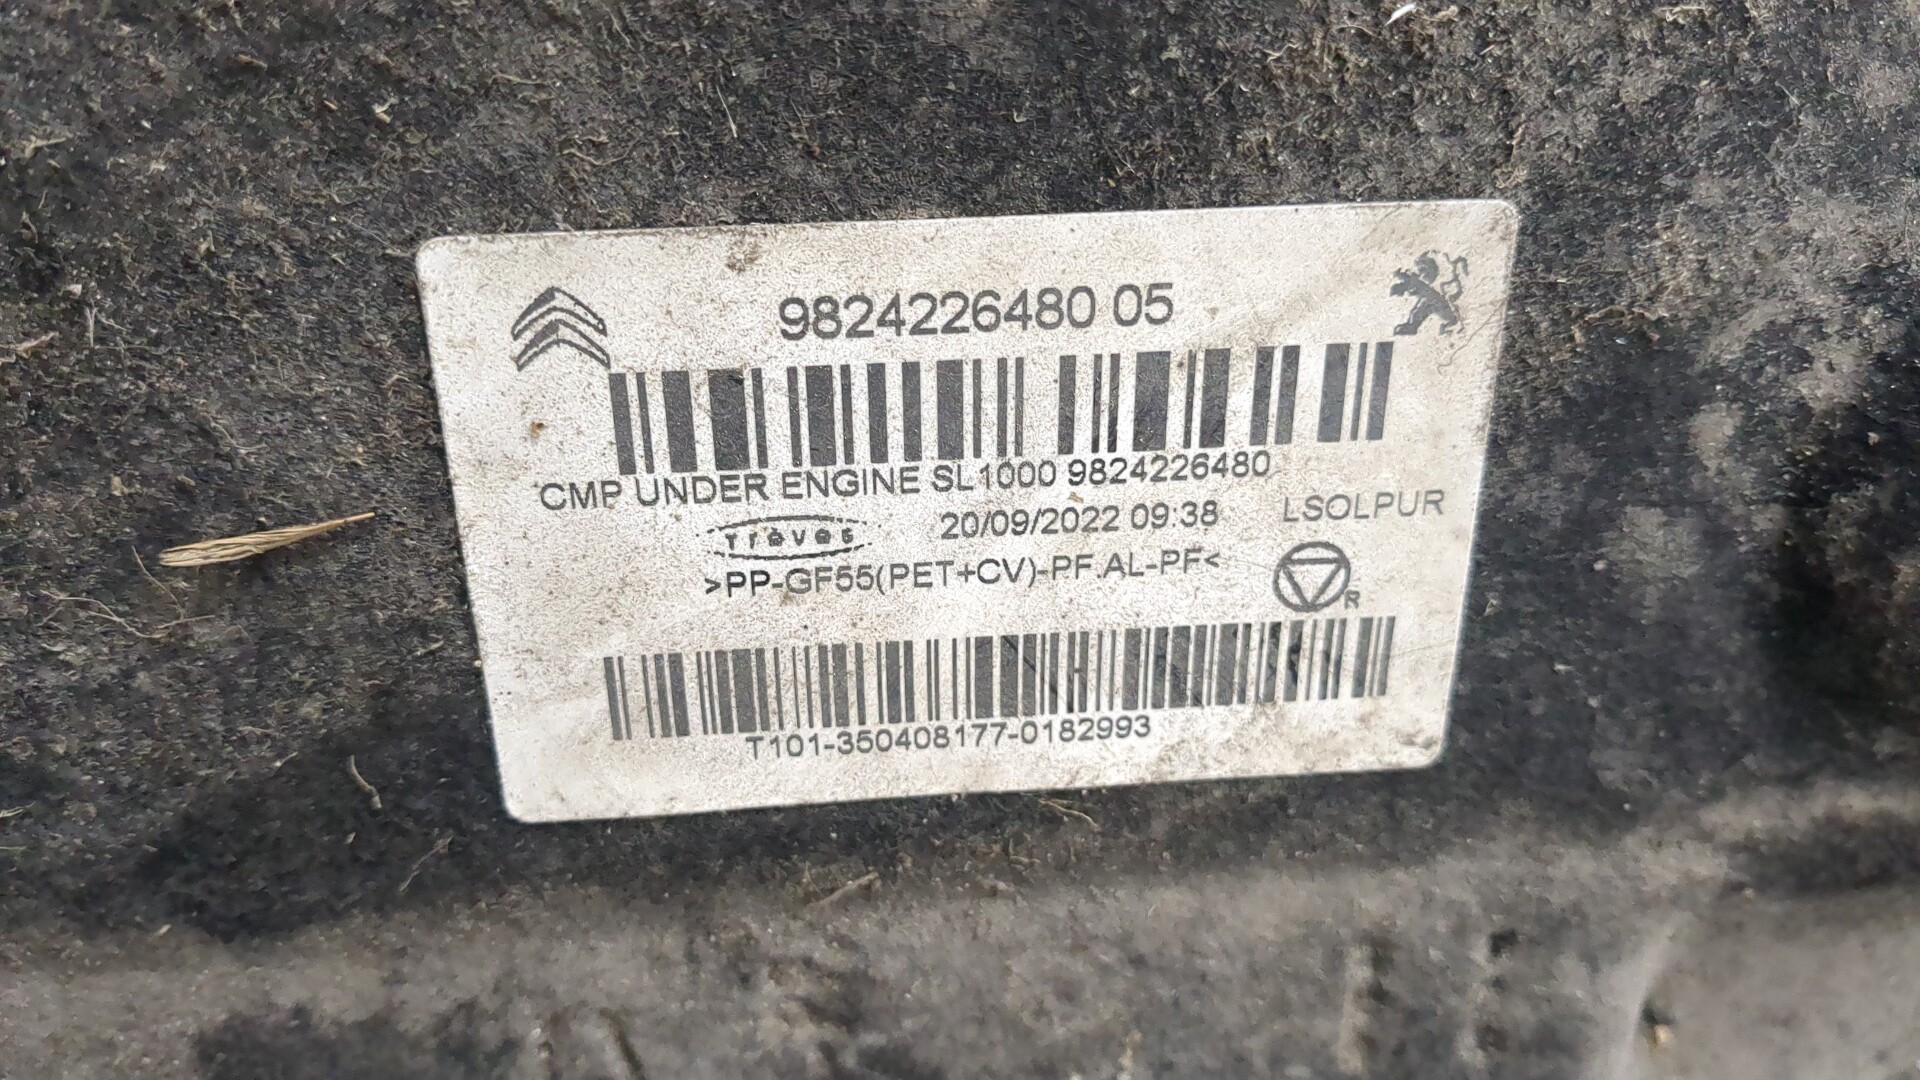 9824226480 05
CMP UNDER ENGINE SL1000 9824226480
Trèves 20/09/2022 09:38 LSOLPUR
>PP-GF55(PET+CV)-PF.AL-PF<
R
T101-350408177-0182993